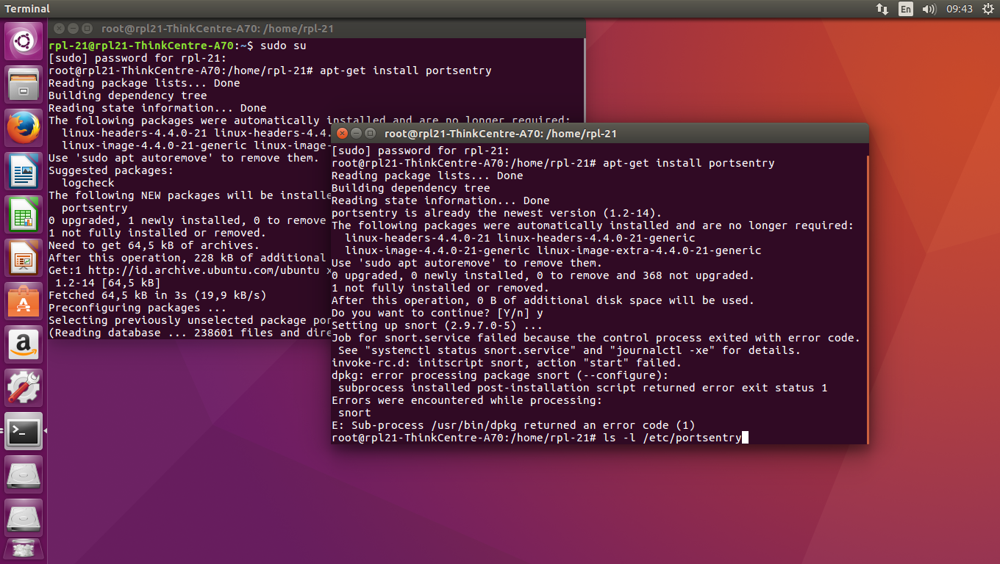 Terminal
En
09:43
root@rpl21-ThinkCentre-A70: /home/rpl-21
rpl-21@rpl21-ThinkCentre-A70:~$ sudo su
[sudo] password for rpl-21:
root@rpl21-ThinkCentre-A70:/home/rpl-21# apt-get install portsentry
Reading package lists... Done
Building dependency tree
Reading state information... Done
The following packages were automatically installed and are no longer required:
linux-headers-4.4.0-21 linux-headers-4.4.
linux-image-4.4.0-21-generic linux-image-
Use 'sudo apt autoremove' to remove them.
Suggested packages:
logcheck
The following NEW packages will be installe
portsentry
0 upgraded, 1 newly installed, 0 to remove
1 not fully installed or removed.
Need to get 64,5 kB of archives.
After this operation, 228 kB of additional
Get:1 http://id.archive.ubuntu.com/ubuntu x
1.2-14 [64,5 kB]
Fetched 64,5 kB in 3s (19,9 kB/s)
Preconfiguring packages ...
Selecting previously unselected package por
(Reading database ... 238601 files and dire
root@rpl21-ThinkCentre-A70: /home/rpl-21
[sudo] password for rpl-21:
root@rpl21-ThinkCentre-A70:/home/rpl-21# apt-get install portsentry
Reading package lists... Done
Building dependency tree
Reading state information... Done
portsentry is already the newest version (1.2-14).
The following packages were automatically installed and are no longer required:
linux-headers-4.4.0-21 linux-headers-4.4.0-21-generic
linux-image-4.4.0-21-generic linux-image-extra-4.4.0-21-generic
Use 'sudo apt autoremove' to remove them.
0 upgraded, 0 newly installed, 0 to remove and 368 not upgraded.
1 not fully installed or removed.
After this operation, 0 B of additional disk space will be used.
Do you want to continue? [Y/n] y
Setting up snort (2.9.7.0-5) ...
Job for snort.service failed because the control process exited with error code.
See "systemctl status snort.service" and "journalctl -xe" for details.
invoke-rc.d: initscript snort, action "start" failed.
dpkg: error processing package snort (--configure):
subprocess installed post-installation script returned error exit status 1
Errors were encountered while processing:
snort
E: Sub-process /usr/bin/dpkg returned an error code (1)
root@rpl21-ThinkCentre-A70:/home/rpl-21# ls -l /etc/portsentry